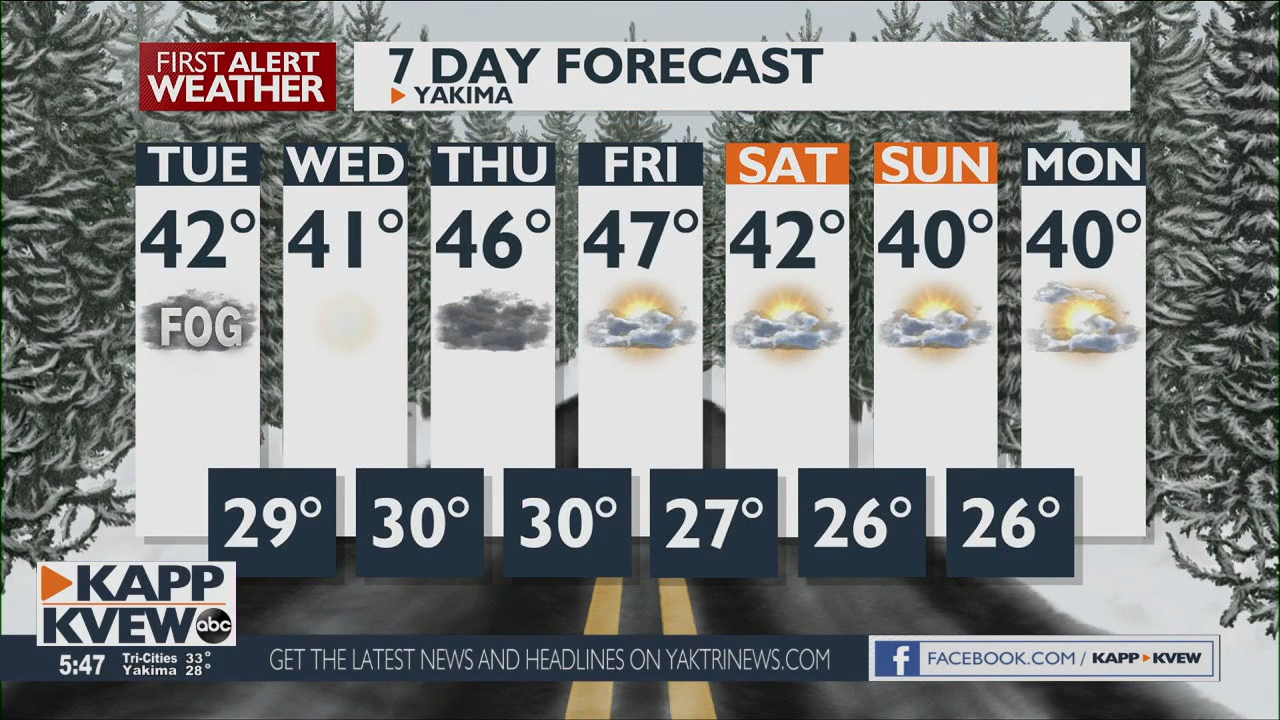 FIRST ALERT
WEATHER
7 DAY FORECAST
YAKIMA
TUE WED THU FRI SAT SUN MON
42° 41° 46° 47° 42° 40° 40°
FOG
29° 30° 30° 27° 26° 26°
KAPP
KVEW abc
5:47 Tri-Cities 33°
Yakima 28°
GET THE LATEST NEWS AND HEADLINES ON YAKTRINEWS.COM
f FACEBOOK.COM / KAPP KVEW